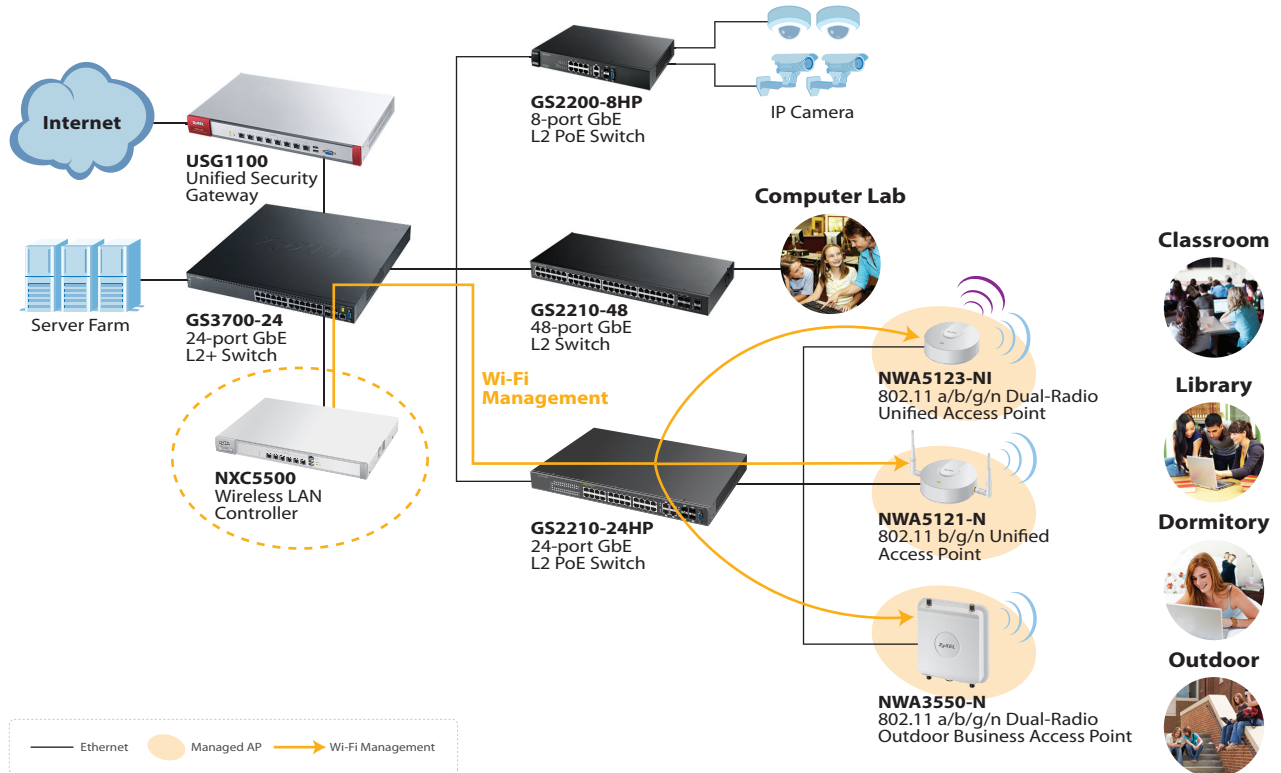 Internet
USG1100
Unified Security
Gateway
GS2200-8HP
8-port GbE
L2 PoE Switch
IP Camera
Computer Lab
Server Farm
GS3700-24
24-port GbE
L2+ Switch
GS2210-48
48-port GbE
L2 Switch
Wi-Fi
Management
NXC5500
Wireless LAN
Controller
GS2210-24HP
24-port GbE
L2 PoE Switch
NWA5123-NI
802.11 a/b/g/n Dual-Radio
Unified Access Point
NWA5121-N
802.11 b/g/n Unified
Access Point
ZyXEL
NWA3550-N
802.11 a/b/g/n Dual-Radio
Outdoor Business Access Point
Classroom
Library
Dormitory
Outdoor
Ethernet
Managed AP
Wi-Fi Management